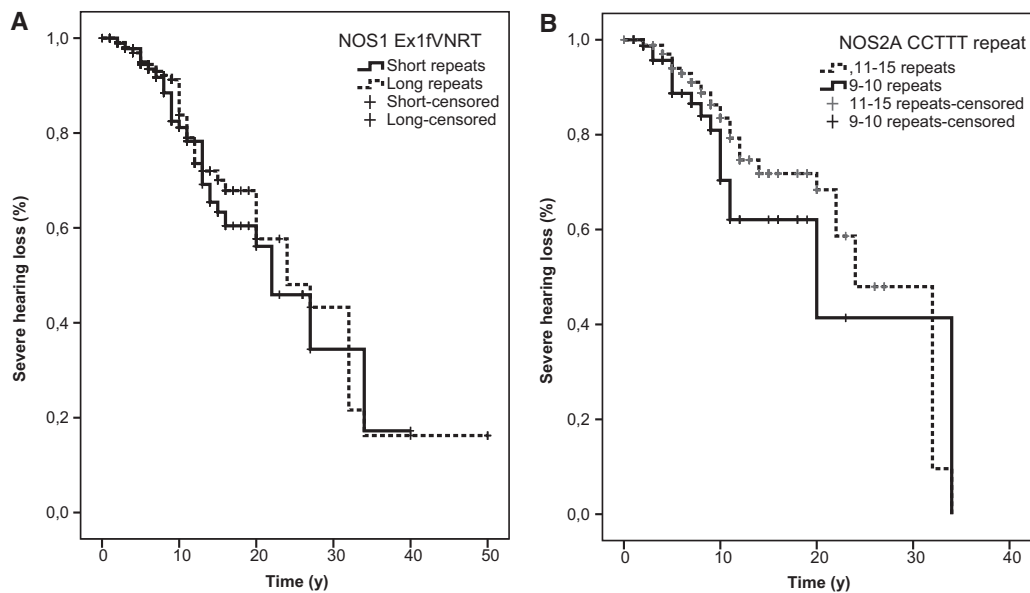 A
NOS1 Ex1fVNRT
Short repeats
Long repeats
Short-censored
Long-censored
Severe hearing loss (%)
1,0
0,8
0,6
0,4
0,2
0,0
0 10 20 30 40 50
Time (y)
B
NOS2A CCTTT repeat
,11-15 repeats
9-10 repeats
11-15 repeats-censored
9-10 repeats-censored
Severe hearing loss (%)
1,0
0,8
0,6
0,4
0,2
0,0
0 10 20 30 40
Time (y)